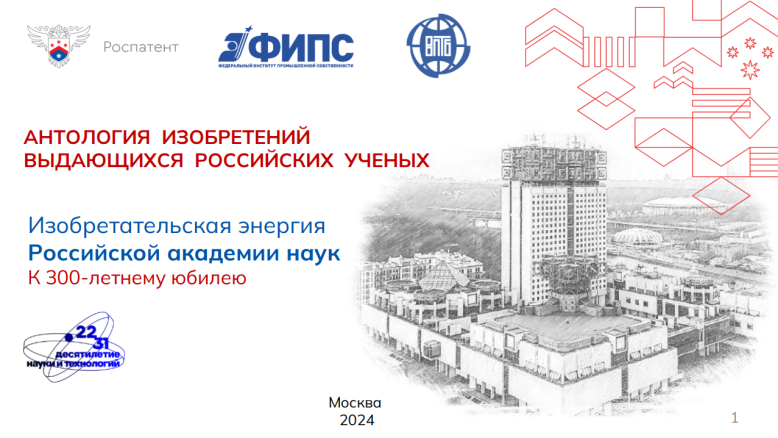 Роспатент
ФИПС
ФЕДЕРАЛЬНЫЙ ИНСТИТУТ ПРОМЫШЛЕННОЙ СОБСТВЕННОСТИ
ВПТБ
АНТОЛОГИЯ ИЗОБРЕТЕНИЙ
ВЫДАЮЩИХСЯ РОССИЙСКИХ УЧЕНЫХ
Изобретательская энергия
Российской академии наук
К 300-летнему юбилею
22
31
десятилетие
науки и технологий
Москва
2024
1